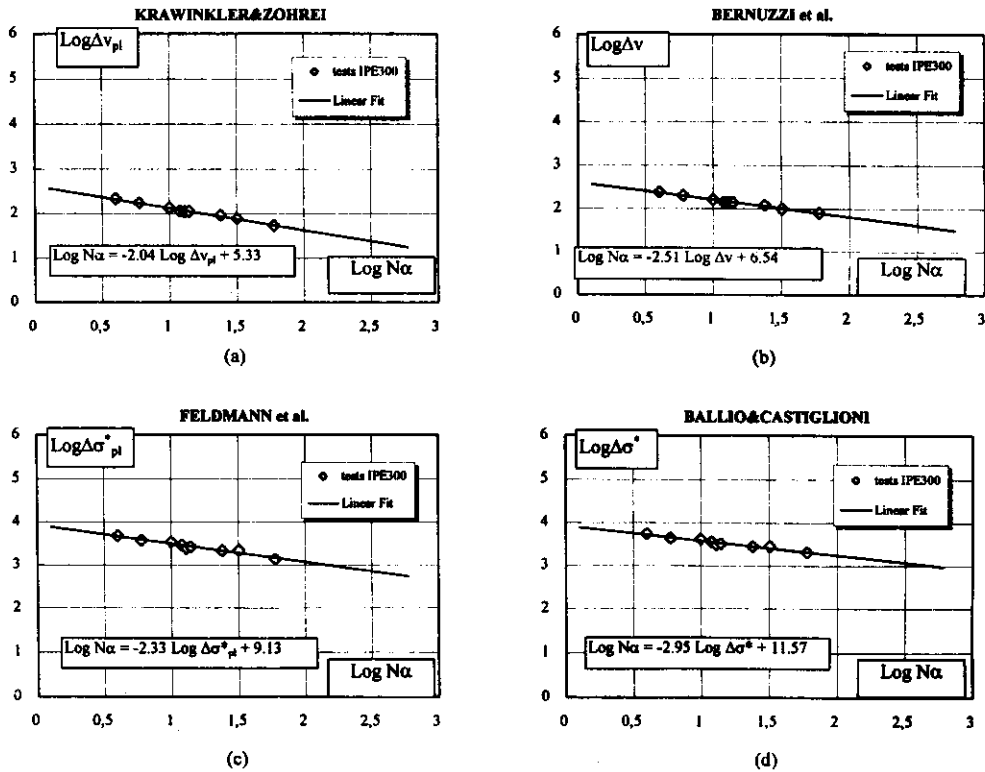 KRAWINKLER&ZOHREI
6
LogΔvpl
5
4
3
2
1
0
tests IPE300
Linear Fit
Log Nα = -2.04 Log Δvpl + 5.33
Log Nα
0 0,5 1 1,5 2 2,5 3
(a)
BERNUZZI et al.
6
LogΔv
5
4
3
2
1
0
tests IPE300
Linear Fit
Log Nα = -2.51 Log Δv + 6.54
Log Nα
0 0,5 1 1,5 2 2,5 3
(b)
FELDMANN et al.
6
LogΔσ*pl
5
4
3
2
1
0
tests IPE300
Linear Fit
Log Nα = -2.33 Log Δσ*pl + 9.13
Log Nα
0 0,5 1 1,5 2 2,5 3
(c)
BALLIO&CASTIGLIONI
6
LogΔσ*
5
4
3
2
1
0
tests IPE300
Linear Fit
Log Nα = -2.95 Log Δσ* + 11.57
Log Nα
0 0,5 1 1,5 2 2,5 3
(d)